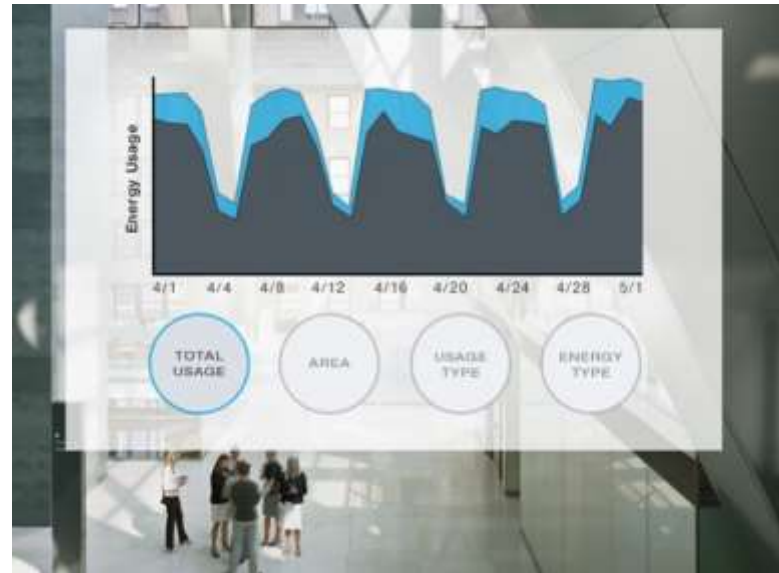 Energy Usage
4/1 4/4 4/8 4/12 4/16 4/20 4/24 4/28 5/1
TOTAL
USAGE
AREA
USAGE
TYPE
ENERGY
TYPE